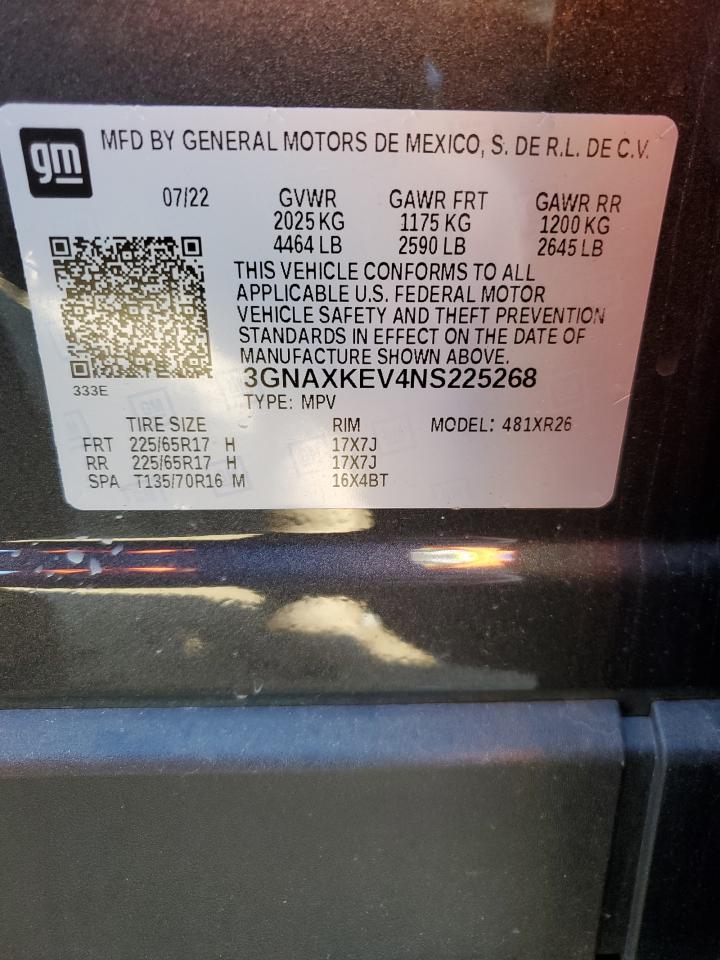 gm
MFD BY GENERAL MOTORS DE MEXICO, S. DE R.L. DE C.V.
07/22 GVWR GAWR FRT GAWR RR
2025 KG 1175 KG 1200 KG
4464 LB 2590 LB 2645 LB
THIS VEHICLE CONFORMS TO ALL
APPLICABLE U.S. FEDERAL MOTOR
VEHICLE SAFETY AND THEFT PREVENTION
STANDARDS IN EFFECT ON THE DATE OF
MANUFACTURE SHOWN ABOVE.
333E
3GNAXKEV4NS225268
TYPE: MPV
TIRE SIZE RIM MODEL: 481XR26
FRT 225/65R17 H 17X7J
RR 225/65R17 H 17X7J
SPA T135/70R16 M 16X4BT